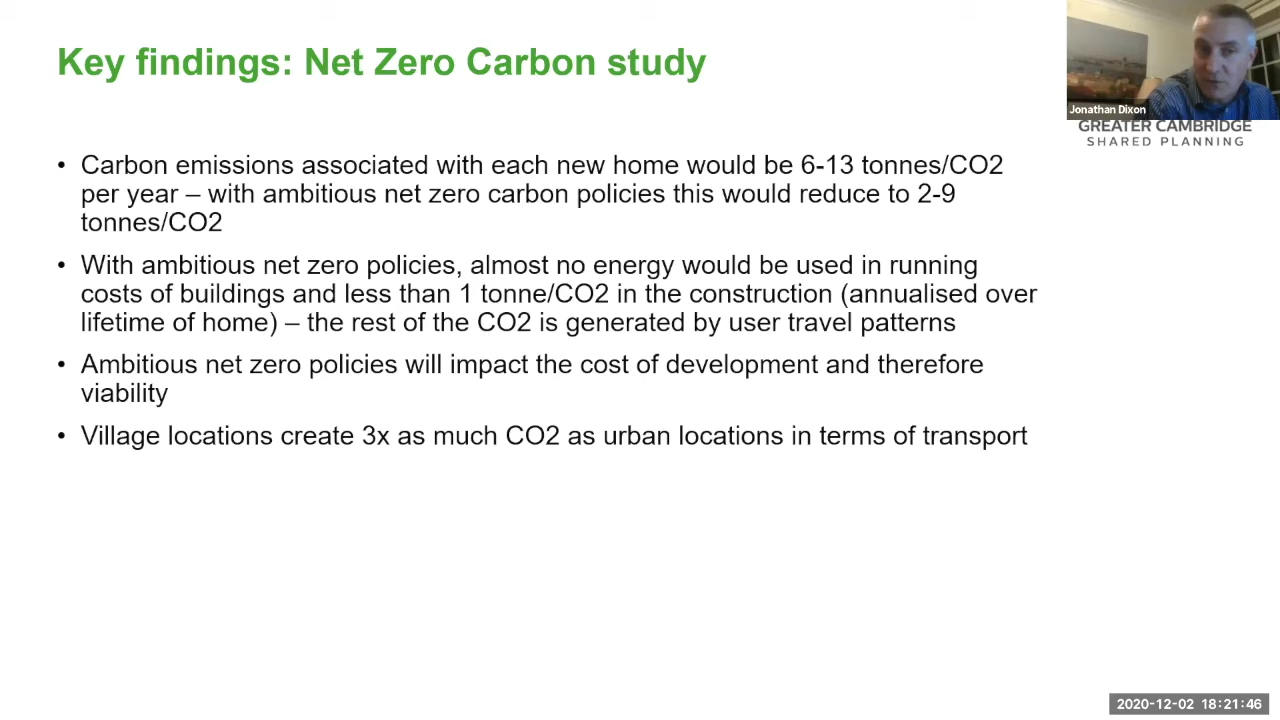 Key findings: Net Zero Carbon study
Jonathan Dixon
GREATER CAMBRIDGE
SHARED PLANNING
• Carbon emissions associated with each new home would be 6-13 tonnes/CO2
per year – with ambitious net zero carbon policies this would reduce to 2-9
tonnes/CO2
• With ambitious net zero policies, almost no energy would be used in running
costs of buildings and less than 1 tonne/CO2 in the construction (annualised over
lifetime of home) – the rest of the CO2 is generated by user travel patterns
• Ambitious net zero policies will impact the cost of development and therefore
viability
• Village locations create 3x as much CO2 as urban locations in terms of transport
2020-12-02 18:21:46